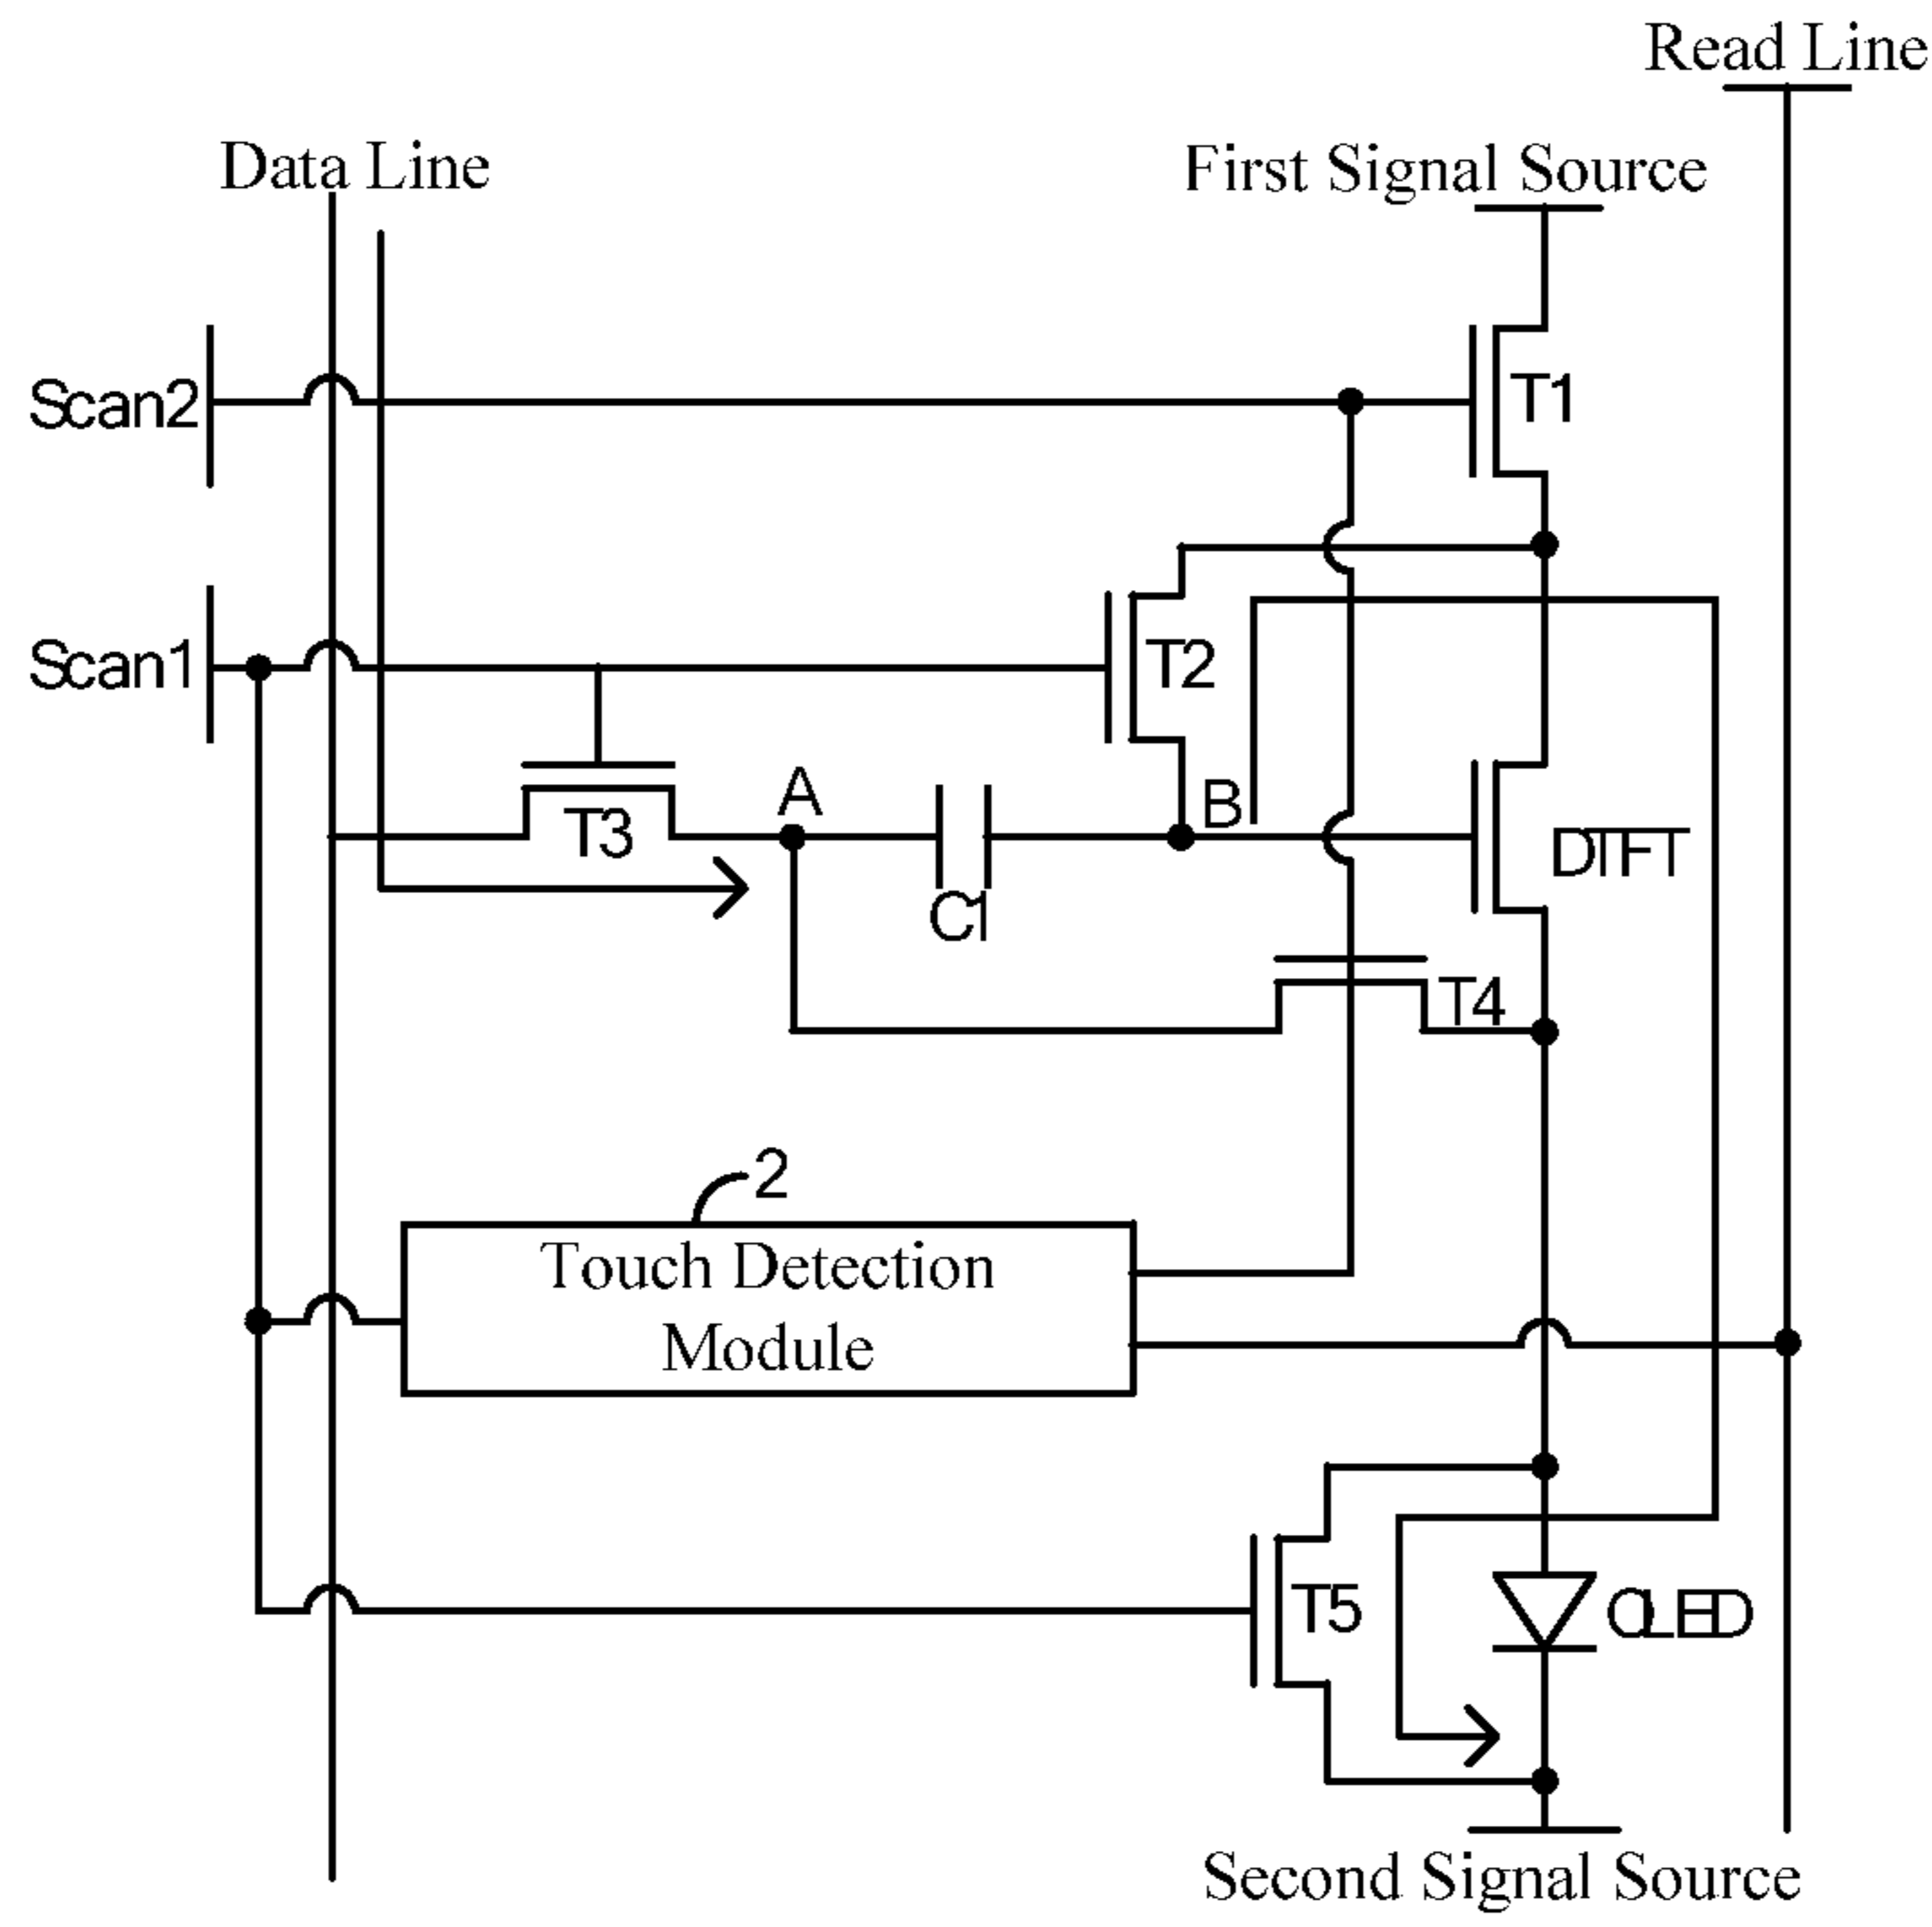 Read Line
Data Line
First Signal Source
Scan2
T1
Scan1
T2
A
B
T3
DTFT
C1
T4
2
Touch Detection
Module
T5
OLED
Second Signal Source